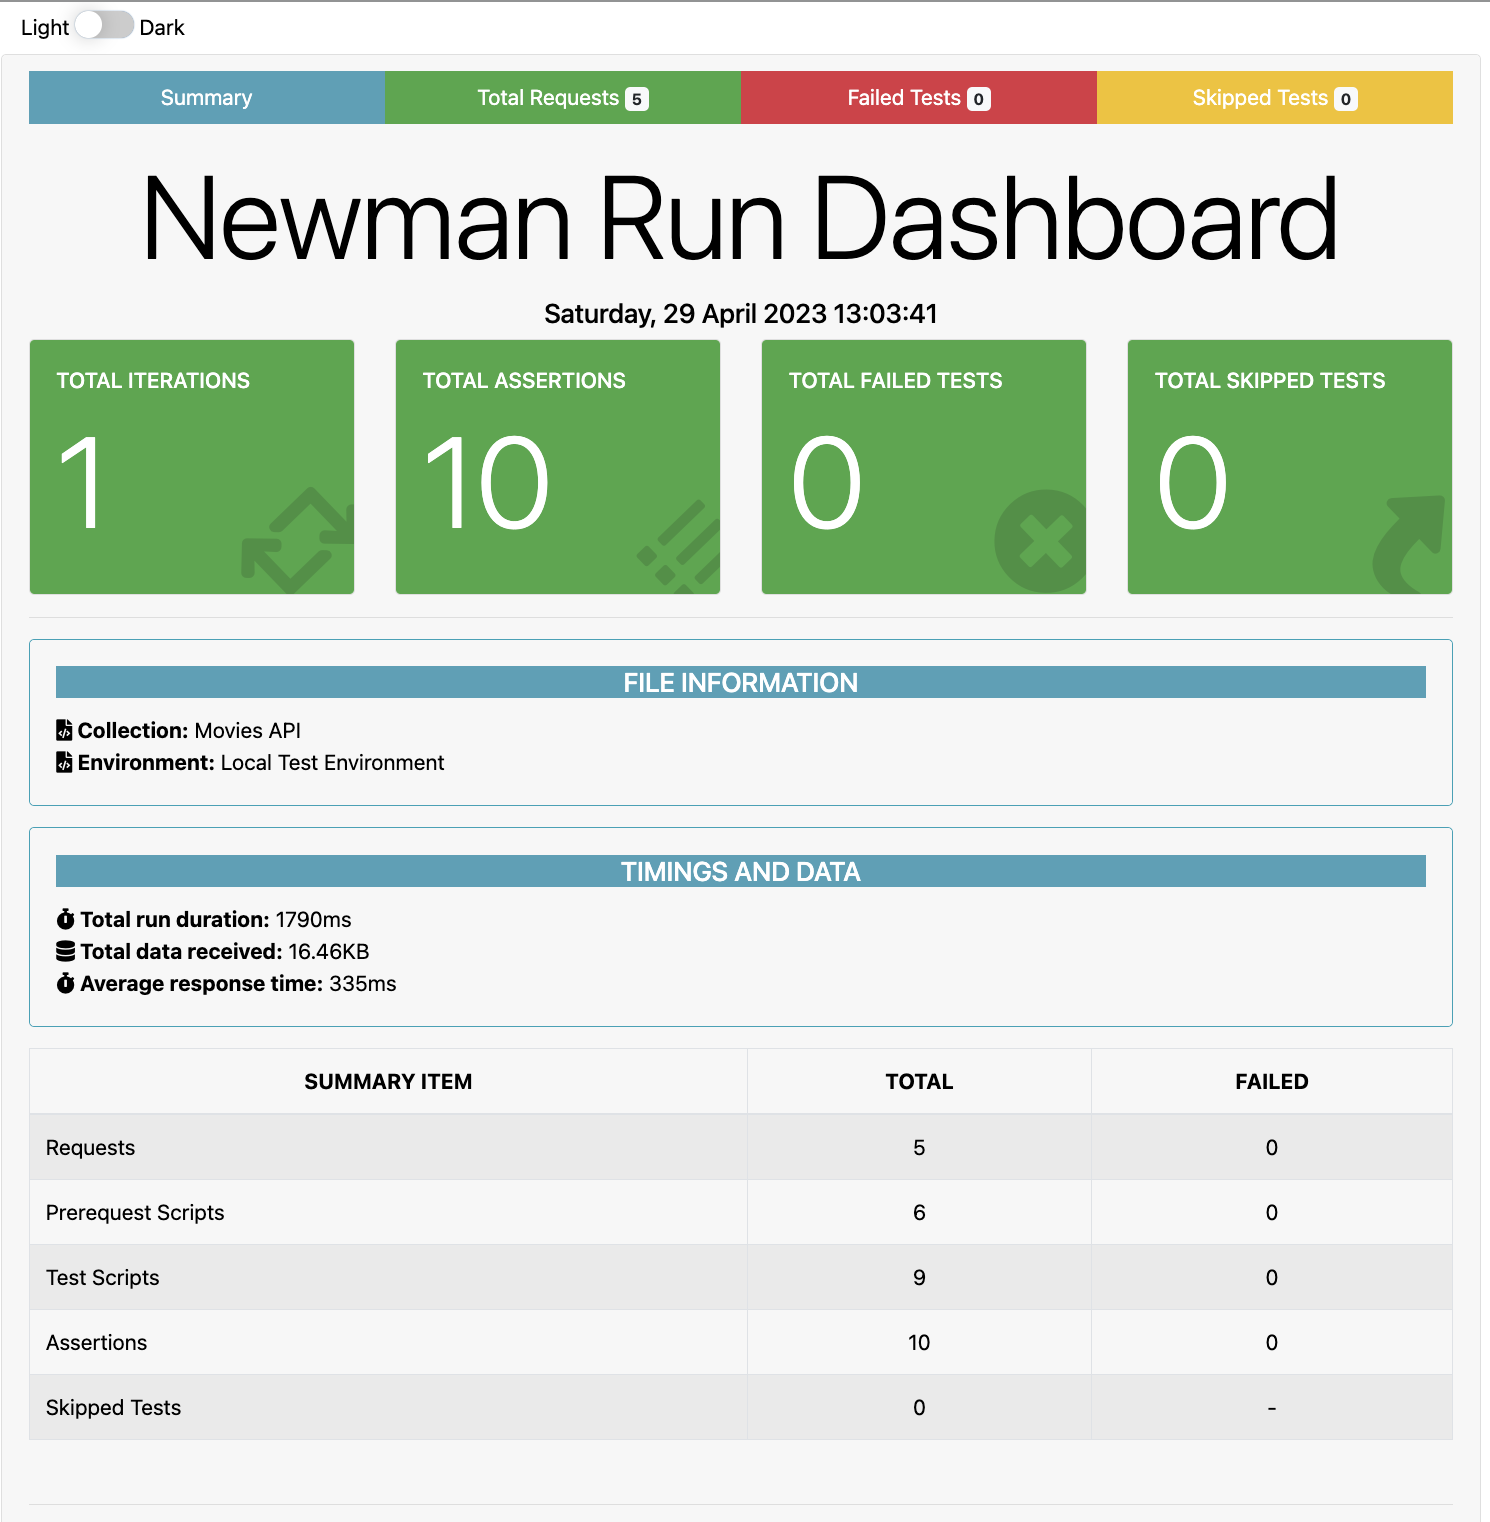 Light Dark
Summary Total Requests 5 Failed Tests 0 Skipped Tests 0
Newman Run Dashboard
Saturday, 29 April 2023 13:03:41
TOTAL ITERATIONS TOTAL ASSERTIONS TOTAL FAILED TESTS TOTAL SKIPPED TESTS
1 10 0 0
FILE INFORMATION
Collection: Movies API
Environment: Local Test Environment
TIMINGS AND DATA
Total run duration: 1790ms
Total data received: 16.46KB
Average response time: 335ms
SUMMARY ITEM TOTAL FAILED
Requests 5 0
Prerequest Scripts 6 0
Test Scripts 9 0
Assertions 10 0
Skipped Tests 0 -